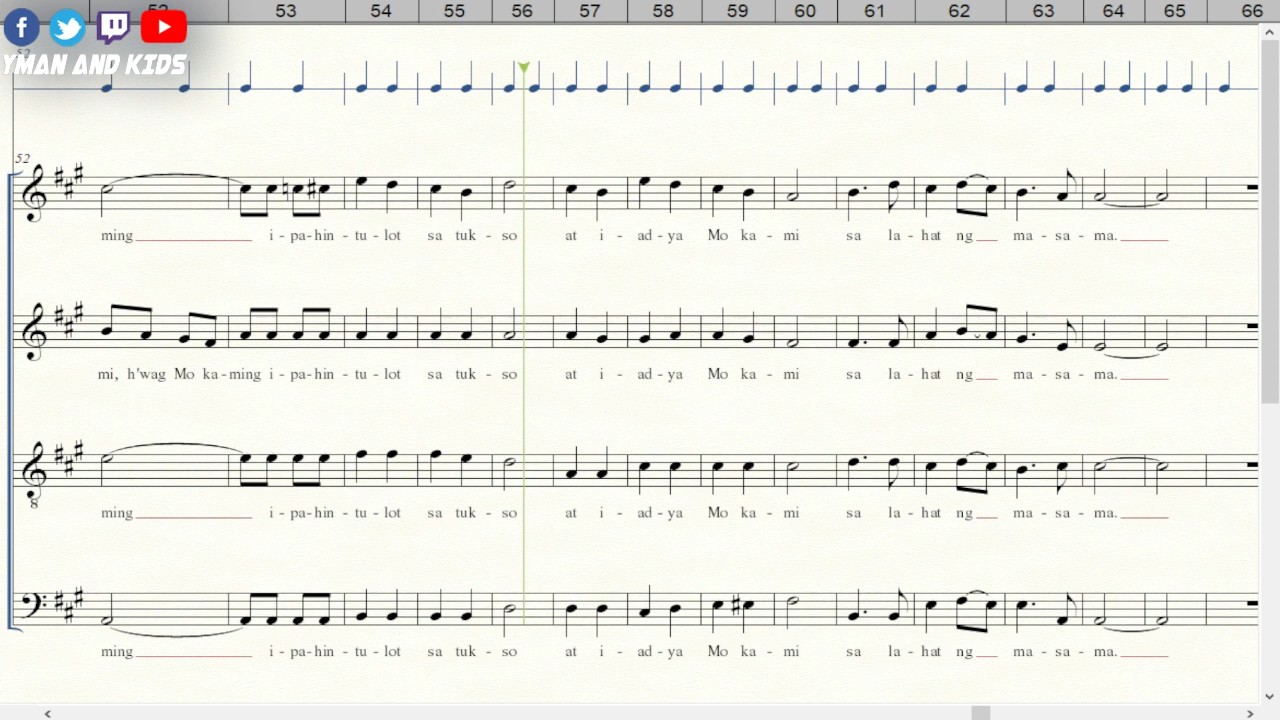 52 53 54 55 56 57 58 59 60 61 62 63 64 65 66
YMAN AND KIDS
52
ming i - pa-hin - tu - lot sa tuk - so at i - ad - ya Mo ka - mi sa la - hat ng ma - sa - ma.
mi, h'wag Mo ka - ming i - pa-hin - tu - lot sa tuk - so at i - ad - ya Mo ka - mi sa la - hat ng ma - sa - ma.
ming i - pa-hin - tu - lot sa tuk - so at i - ad - ya Mo ka - mi sa la - hat ng ma - sa - ma.
8
ming i - pa-hin - tu - lot sa tuk - so at i - ad - ya Mo ka - mi sa la - hat ng ma - sa - ma.